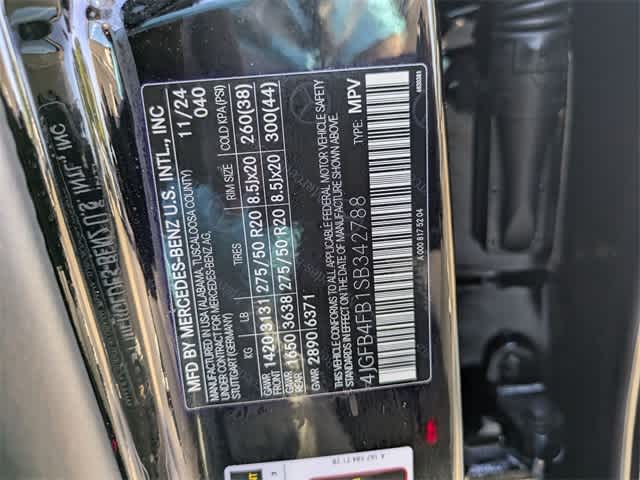 MFD BY MERCEDES-BENZ U.S. INTL., INC
11/24
MANUFACTURED IN USA (ALABAMA, TUSCALOOSA COUNTY)
040
UNDER CONTRACT FOR MERCEDES-BENZ AG,
STUTTGART (GERMANY)
KG LB TIRES RIM SIZE COLD KPA(PSI)
GAWR FRONT 1420 3131 275/50 R20 8.5Jx20 260(38)
GAWR REAR 1650 3638 275/50 R20 8.5Jx20 300(44)
GVWR 2890 6371
THIS VEHICLE CONFORMS TO ALL APPLICABLE FEDERAL MOTOR VEHICLE SAFETY
STANDARDS IN EFFECT ON THE DATE OF MANUFACTURE SHOWN ABOVE.
4JGFB4FB1SB342788 TYPE: MPV
A 000 817 52 04